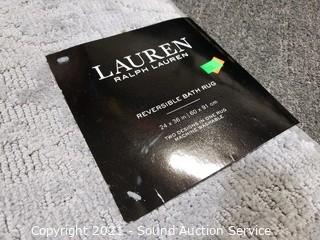 LAUREN
RALPH LAUREN
REVERSIBLE BATH RUG
24 x 36 in | 60 x 91 cm
TWO DESIGNS IN ONE RUG
MACHINE WASHABLE
Copyright 2021 - Sound Auction Service